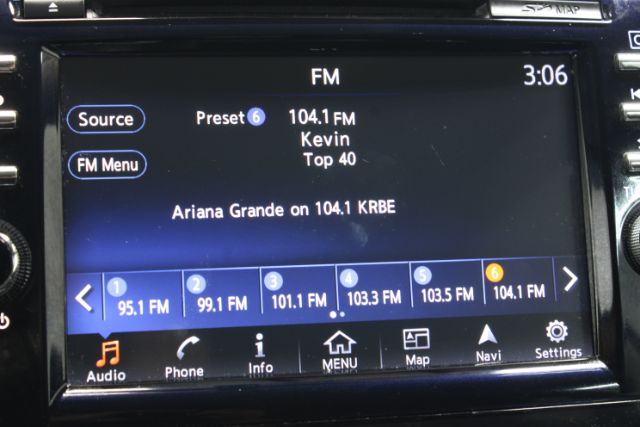 MAP
FM 3:06
Source Preset 6 104.1 FM
Kevin
FM Menu Top 40
Ariana Grande on 104.1 KRBE
1 2 3 4 5 6
95.1 FM 99.1 FM 101.1 FM 103.3 FM 103.5 FM 104.1 FM
Audio Phone Info MENU Map Navi Settings